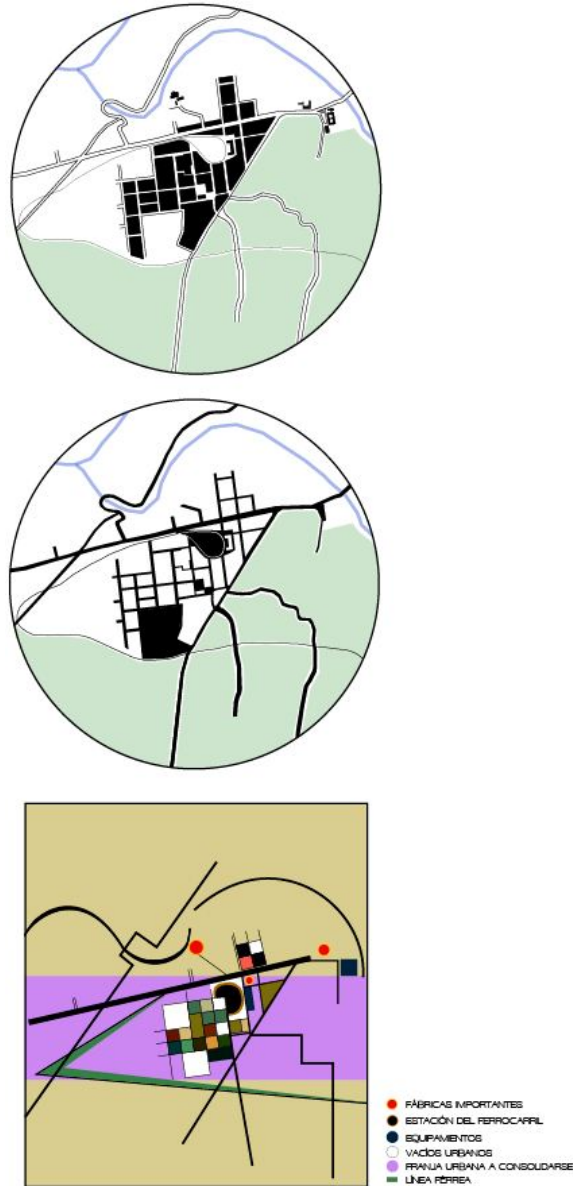 FÁBRICAS IMPORTANTES
ESTACIÓN DEL FERROCARRIL
EQUIPAMIENTOS
VACÍOS URBANOS
FRANJA URBANA A CONSOLIDARSE
LÍNEA FÉRREA